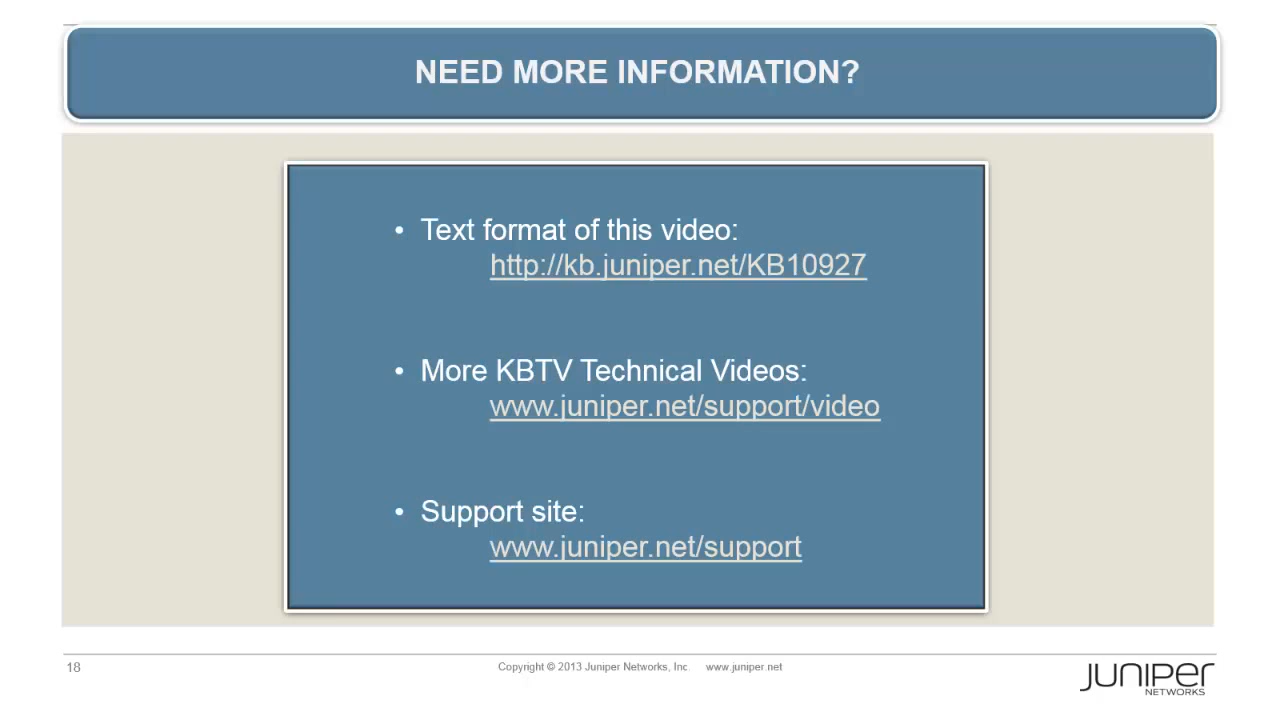 NEED MORE INFORMATION?
• Text format of this video:
http://kb.juniper.net/KB10927
• More KBTV Technical Videos:
www.juniper.net/support/video
• Support site:
www.juniper.net/support
18
Copyright © 2013 Juniper Networks, Inc. www.juniper.net
JUNIPER
NETWORKS